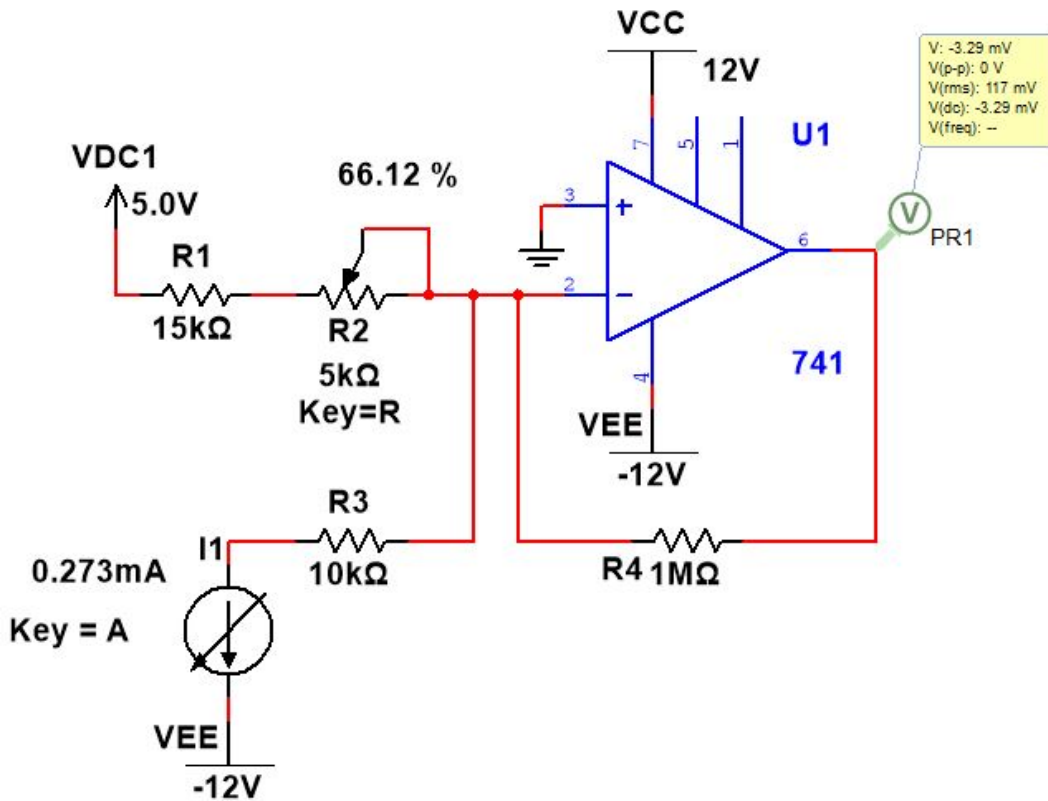 VCC
12V
V: -3.29 mV
V(p-p): 0 V
V(rms): 117 mV
V(dc): -3.29 mV
V(freq): --
U1
7
5
1
VDC1
5.0V
66.12 %
3
+
V
PR1
6
R1
15kΩ
R2
5kΩ
Key=R
2
−
741
4
VEE
-12V
R3
10kΩ
R4 1MΩ
I1
0.273mA
Key = A
VEE
-12V